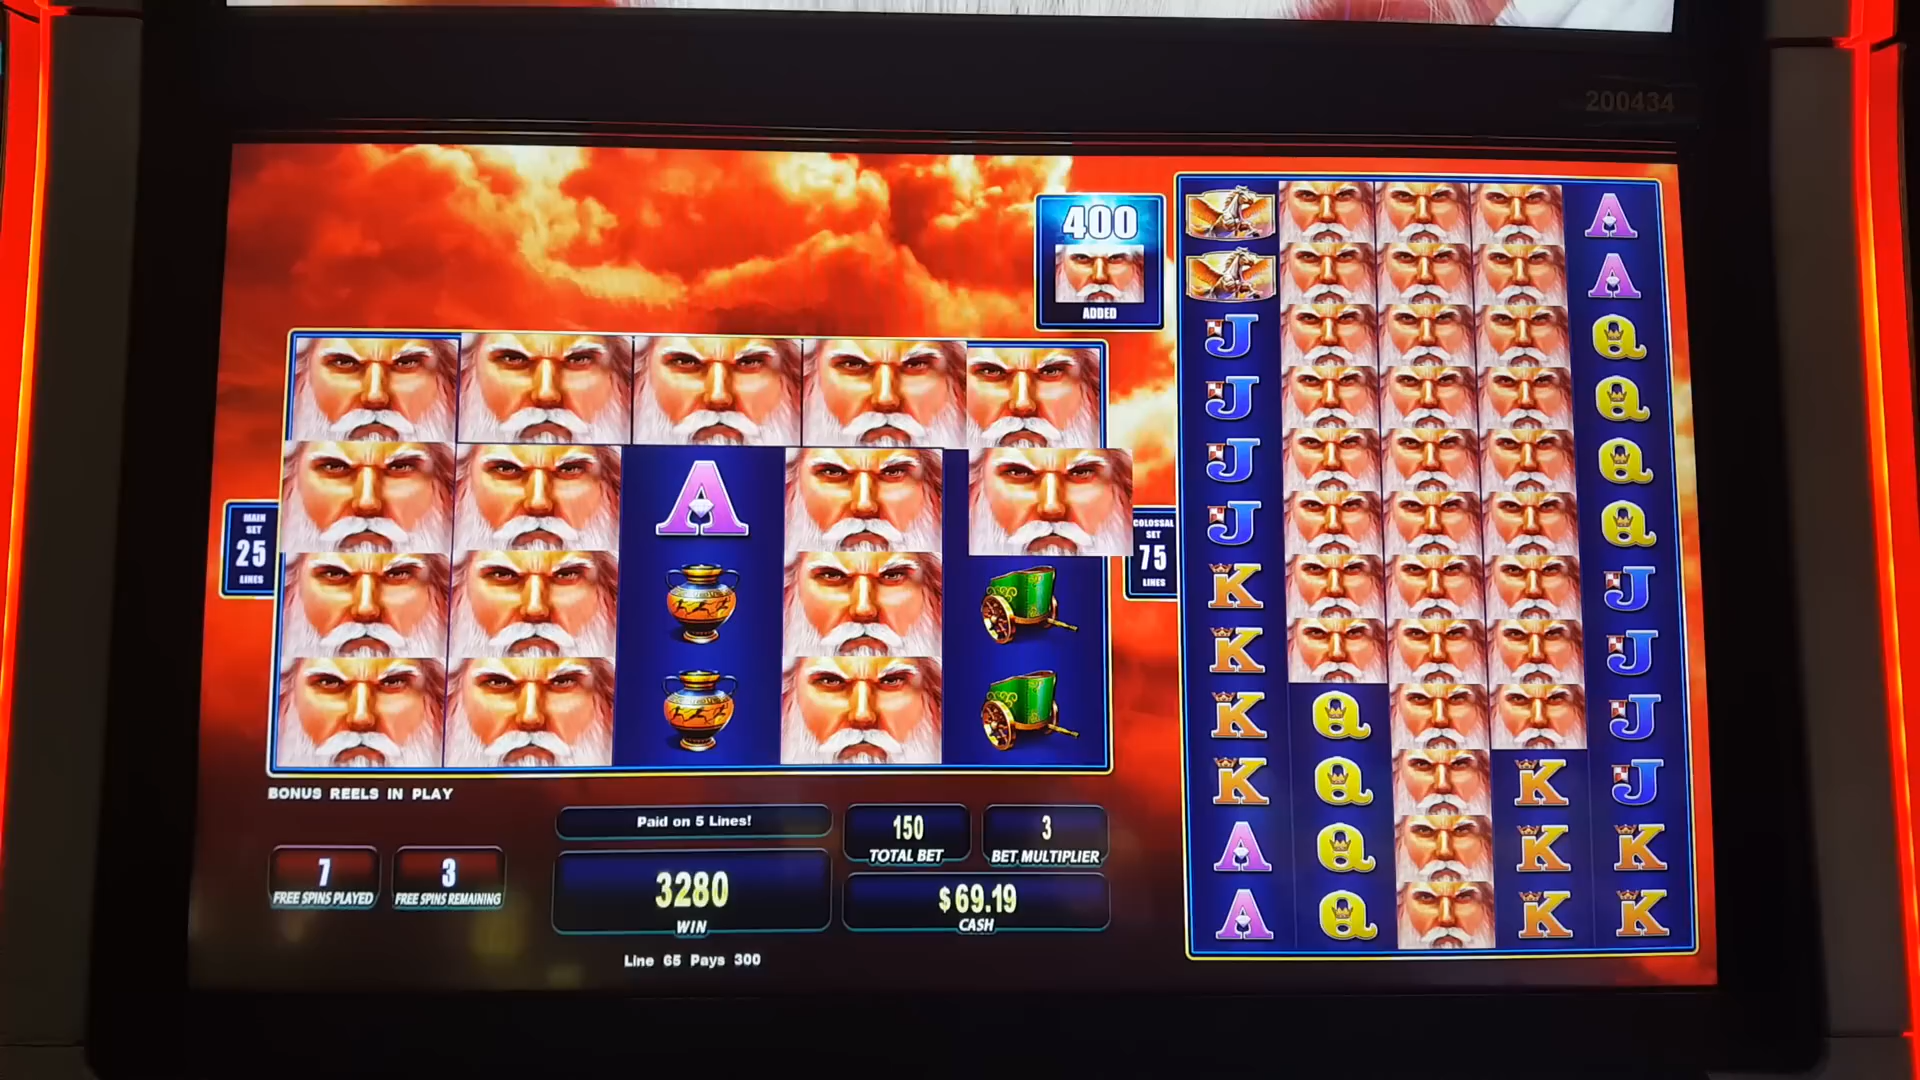 200434
400
ADDED
MAIN
SET
25
LINES
COLOSSAL
SET
75
LINES
A
A
A
J
Q
J
Q
J
Q
J
Q
K
J
K
J
K
Q
J
K
Q
K
J
A
Q
K
K
A
Q
K
K
BONUS REELS IN PLAY
Paid on 5 Lines!
7
FREE SPINS PLAYED
3
FREE SPINS REMAINING
3280
WIN
150
TOTAL BET
3
BET MULTIPLIER
$69.19
CASH
Line 65 Pays 300